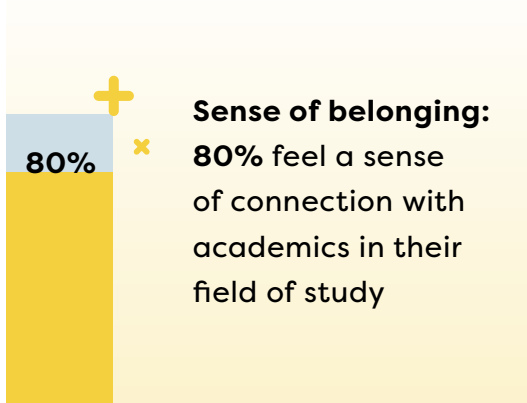 80%
Sense of belonging:
80% feel a sense
of connection with
academics in their
field of study